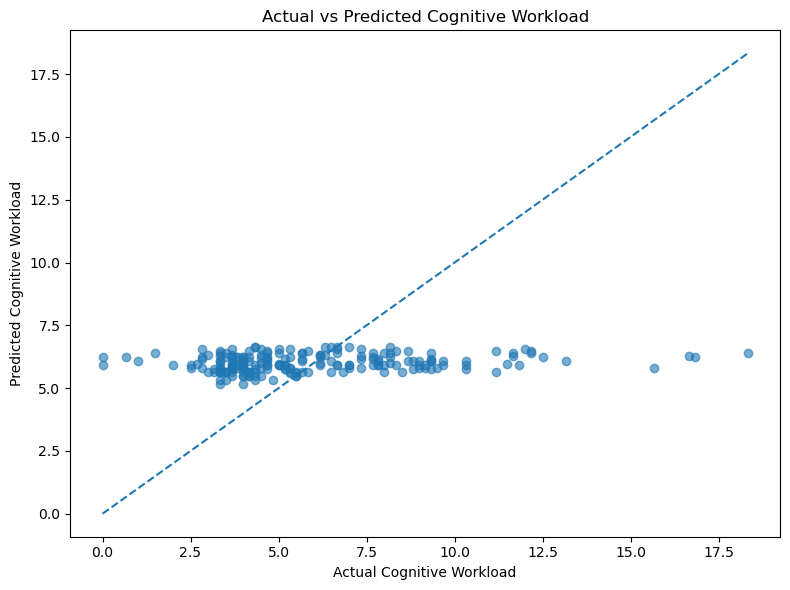 Actual vs Predicted Cognitive Workload
Predicted Cognitive Workload
17.5
15.0
12.5
10.0
7.5
5.0
2.5
0.0
0.0 2.5 5.0 7.5 10.0 12.5 15.0 17.5
Actual Cognitive Workload